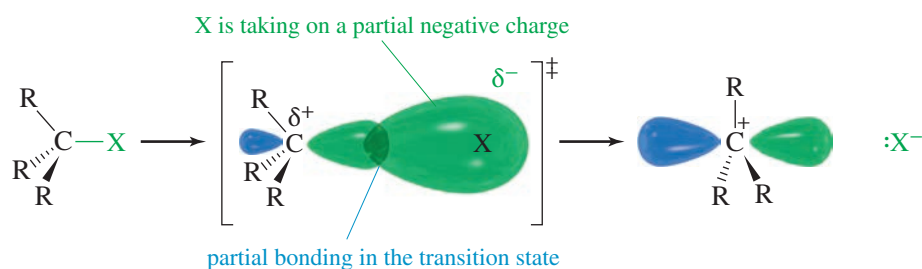 X is taking on a partial negative charge
R
C—X
R
R
δ−
‡
R
δ+
C
X
R
R
R
+
C
R
R
:X−
partial bonding in the transition state